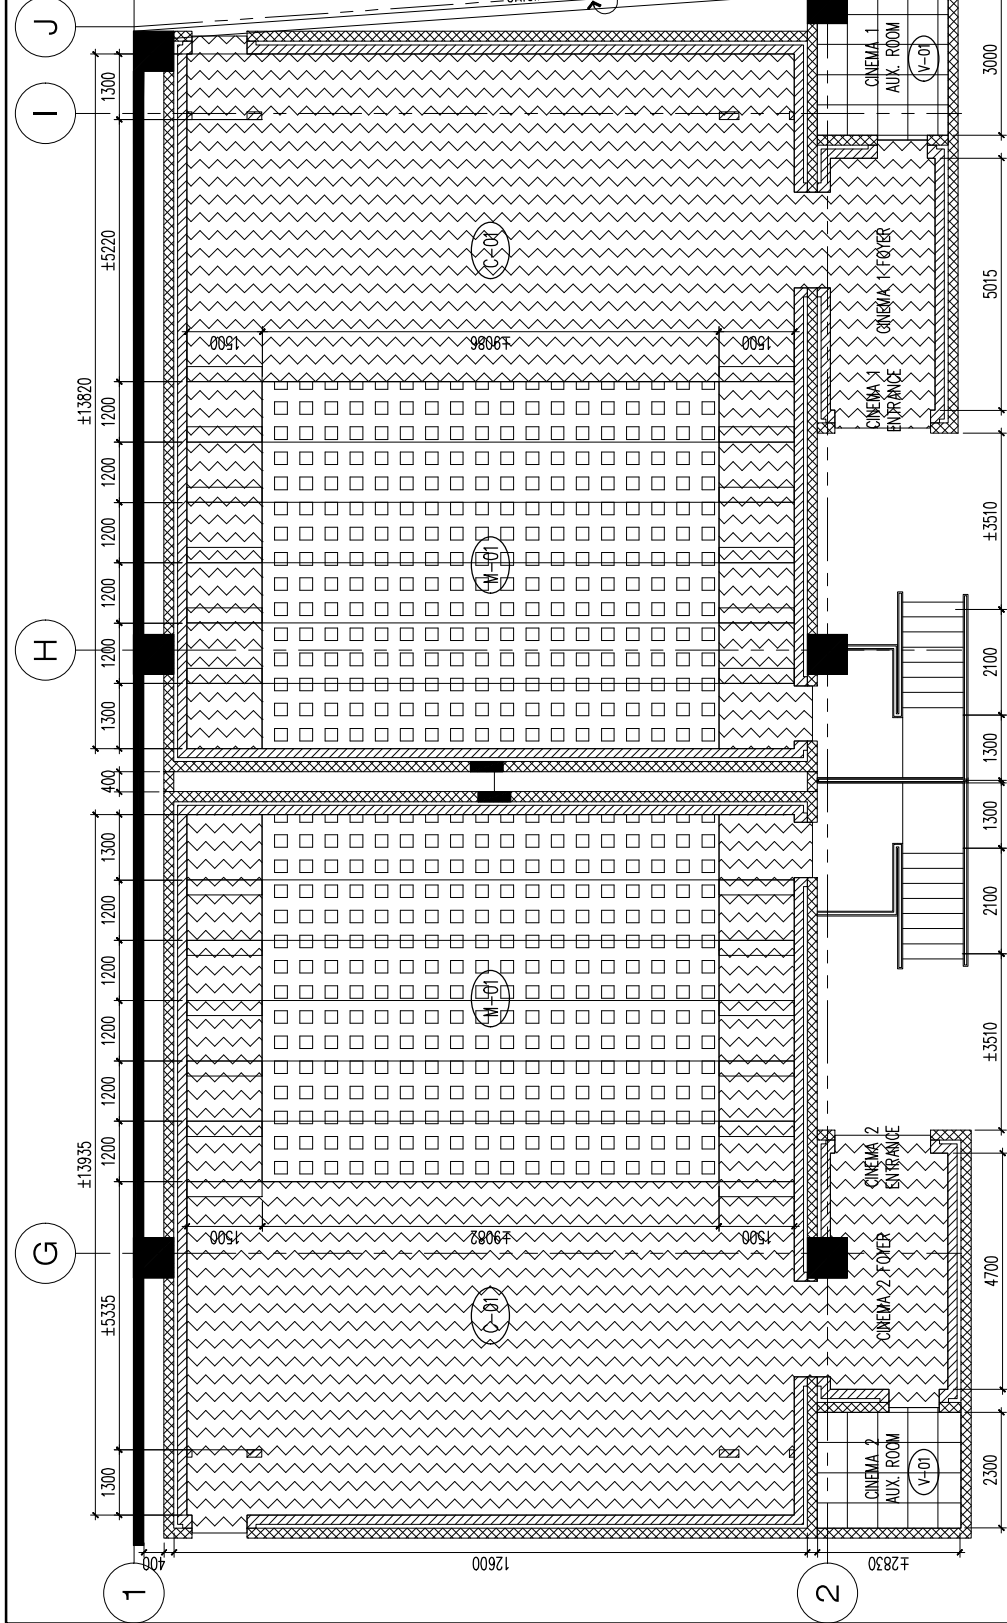 J
I
H
G
1
2
±13820
±13935
1300
±5220
1200
1200
1200
1200
1200
1300
400
1300
1200
1200
1200
1200
1200
±5335
1300
1500
±9086
1500
C-01
M-01
M-01
1500
±9082
1500
C-01
400
12600
±2830
CINEMA 1
AUX. ROOM
V-01
CINEMA 1 FOYER
CINEMA 1
ENTRANCE
CINEMA 2
ENTRANCE
CINEMA 2 FOYER
CINEMA 2
AUX. ROOM
V-01
3000
5015
±3510
2100
1300
1300
2100
±3510
4700
2300